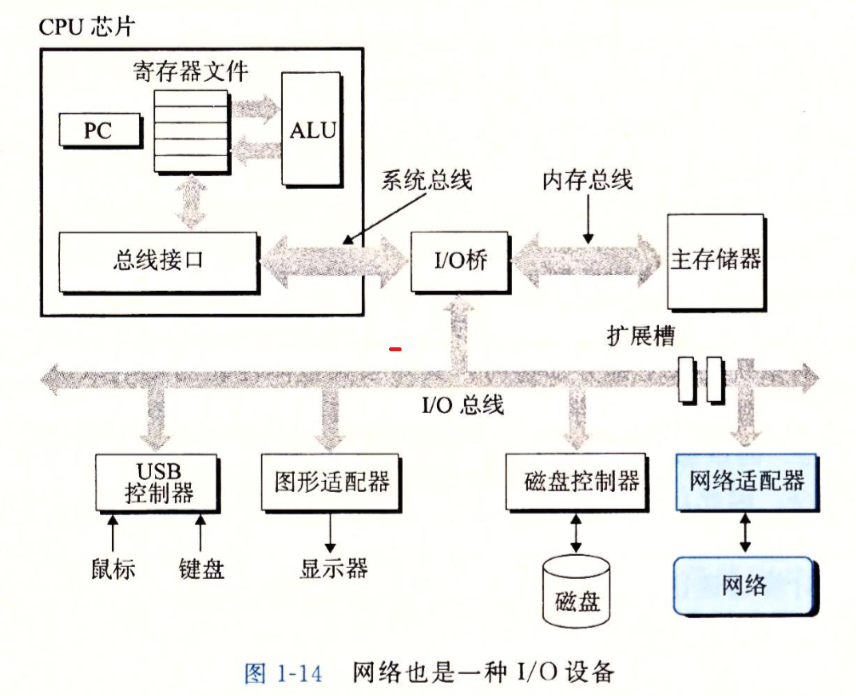 CPU 芯片
寄存器文件
PC
ALU
系统总线
内存总线
总线接口
I/O桥
主存储器
扩展槽
I/O 总线
USB
控制器
图形适配器
磁盘控制器
网络适配器
鼠标
键盘
显示器
磁盘
网络
图 1-14 网络也是一种 I/O 设备